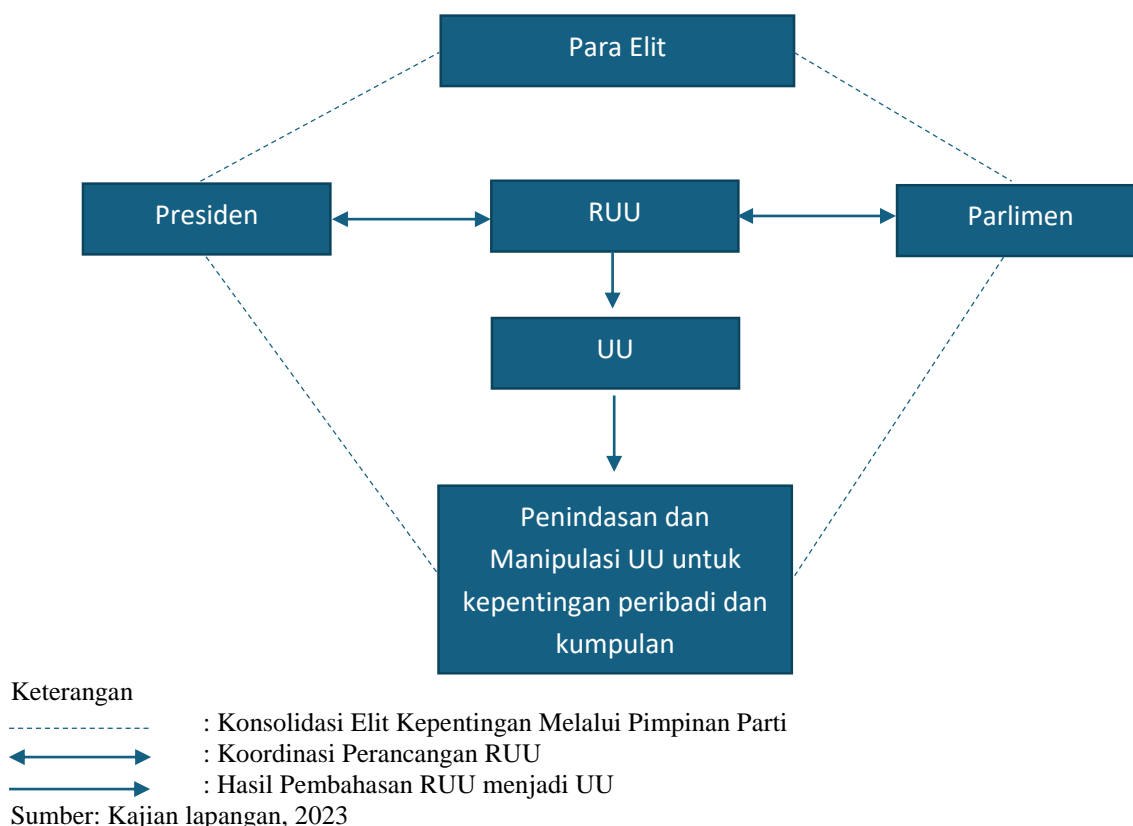 Para Elit
Presiden
RUU
Parlimen
UU
Penindasan dan
Manipulasi UU untuk
kepentingan peribadi dan
kumpulan
Keterangan
: Konsolidasi Elit Kepentingan Melalui Pimpinan Parti
: Koordinasi Perancangan RUU
: Hasil Pembahasan RUU menjadi UU
Sumber: Kajian lapangan, 2023